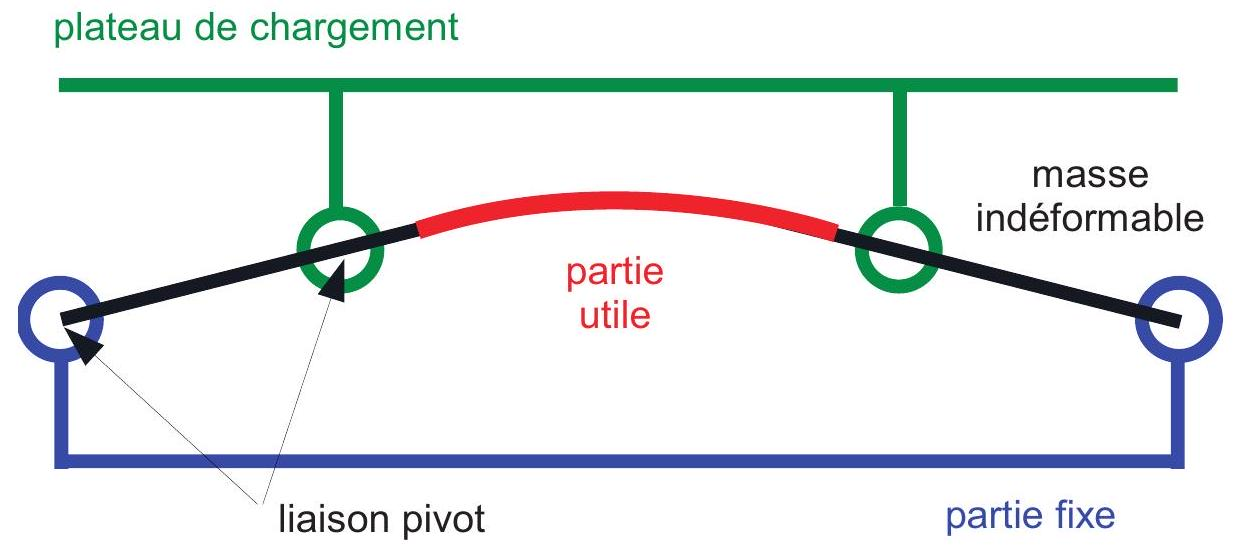 plateau de chargement
masse
indéformable
partie
utile
liaison pivot
partie fixe